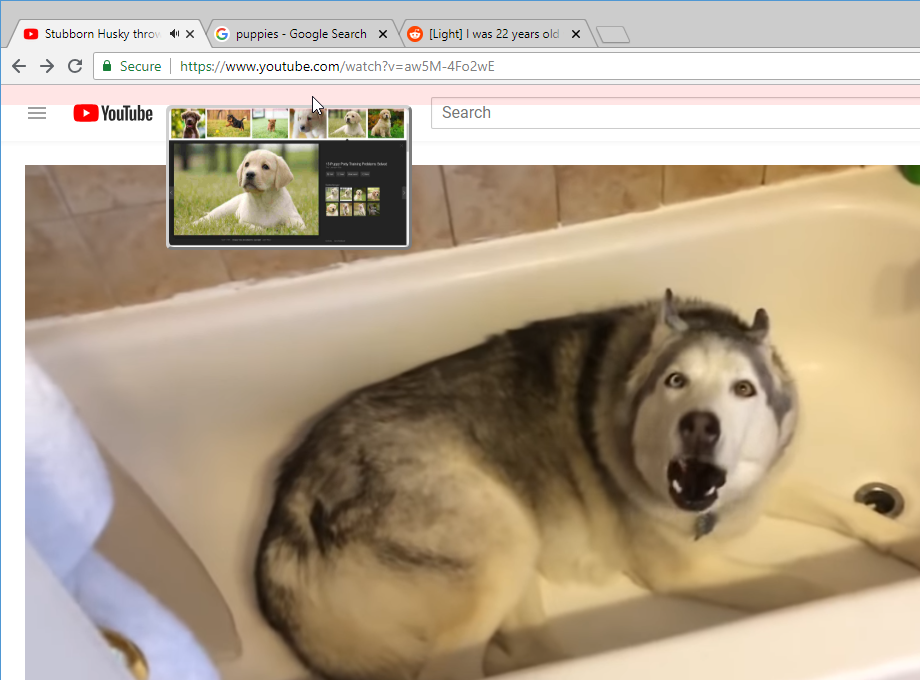 Stubborn Husky throw
puppies - Google Search
[Light] I was 22 years old
Secure
https://www.youtube.com/watch?v=aw5M-4Fo2wE
YouTube
Search